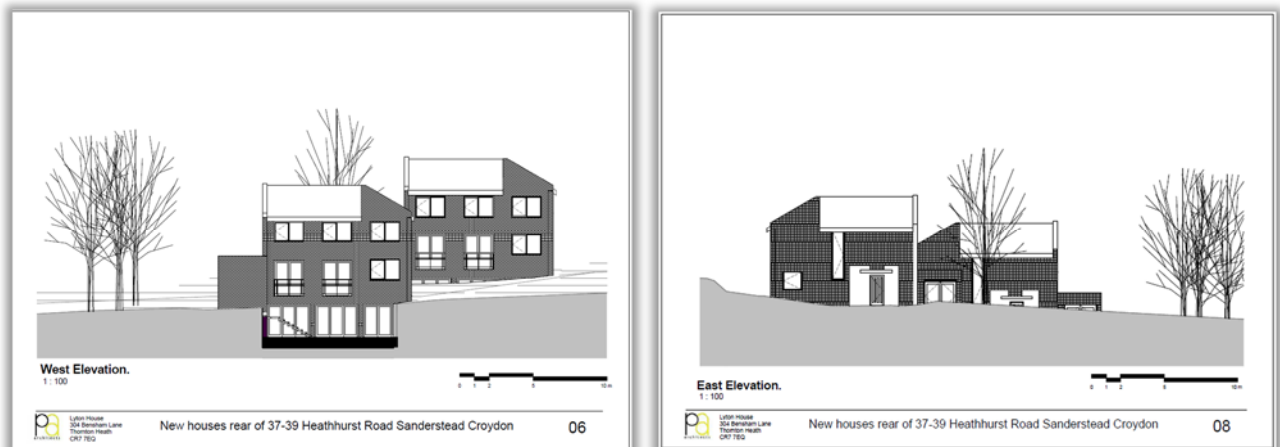 West Elevation.
1 : 100
0 1 2 5 10 m
pa
Lyton House
304 Bensham Lane
Thornton Heath
CR7 7EQ
New houses rear of 37-39 Heathhurst Road Sanderstead Croydon
06
East Elevation.
1 : 100
0 1 2 5 10 m
pa
Lyton House
304 Bensham Lane
Thornton Heath
CR7 7EQ
New houses rear of 37-39 Heathhurst Road Sanderstead Croydon
08